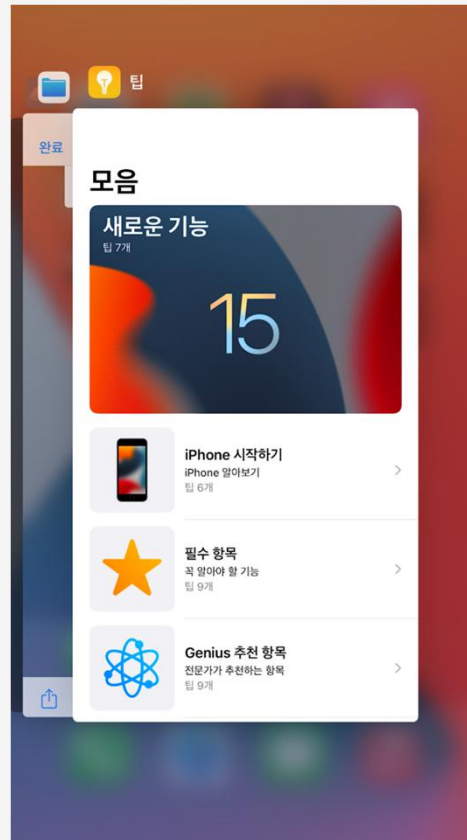 팁
완료
모음
새로운 기능
팁 7개
15
iPhone 시작하기
iPhone 알아보기
팁 6개
필수 항목
꼭 알아야 할 기능
팁 9개
Genius 추천 항목
전문가가 추천하는 항목
팁 9개